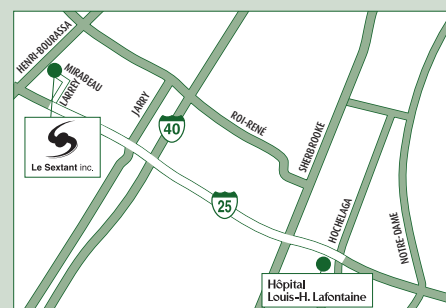 HENRI-BOURASSA
MIRABEAU
LARREY
Le Sextant inc.
JARRY
40
ROI-RENÉ
SHERBROOKE
25
HOCHELAGA
NOTRE-DAME
Hôpital
Louis-H. Lafontaine